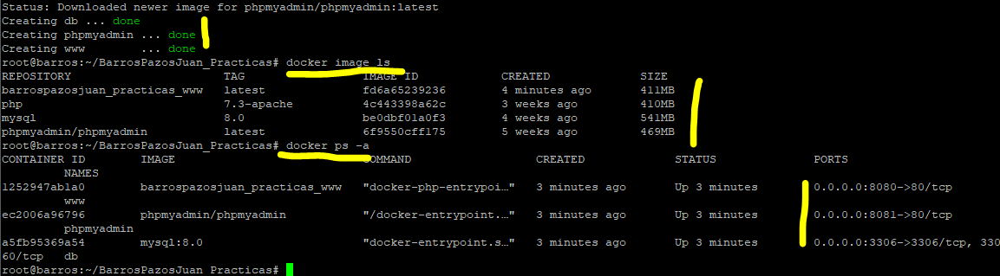 Status: Downloaded newer image for phpmyadmin/phpmyadmin:latest
Creating db ... done
Creating phpmyadmin ... done
Creating www        ... done
root@barros:~/BarrosPazosJuan_Practicas# docker image ls
REPOSITORY                      TAG                 IMAGE ID            CREATED             SIZE
barrospazosjuan_practicas_www   latest              fd6a65239236        4 minutes ago       411MB
php                             7.3-apache          4c443398a62c        3 weeks ago         410MB
mysql                           8.0                 be0dbf01a0f3        4 weeks ago         541MB
phpmyadmin/phpmyadmin           latest              6f9550cff175        5 weeks ago         469MB
root@barros:~/BarrosPazosJuan_Practicas# docker ps -a
CONTAINER ID        IMAGE                           COMMAND                  CREATED             STATUS              PORTS
         NAMES
1252947ab1a0        barrospazosjuan_practicas_www   "docker-php-entrypoi…"   3 minutes ago       Up 3 minutes        0.0.0.0:8080->80/tcp
         www
ec2006a96796        phpmyadmin/phpmyadmin           "/docker-entrypoint.…"   3 minutes ago       Up 3 minutes        0.0.0.0:8081->80/tcp
         phpmyadmin
a5fb95369a54        mysql:8.0                       "docker-entrypoint.s…"   3 minutes ago       Up 3 minutes        0.0.0.0:3306->3306/tcp, 330
60/tcp   db
root@barros:~/BarrosPazosJuan_Practicas#